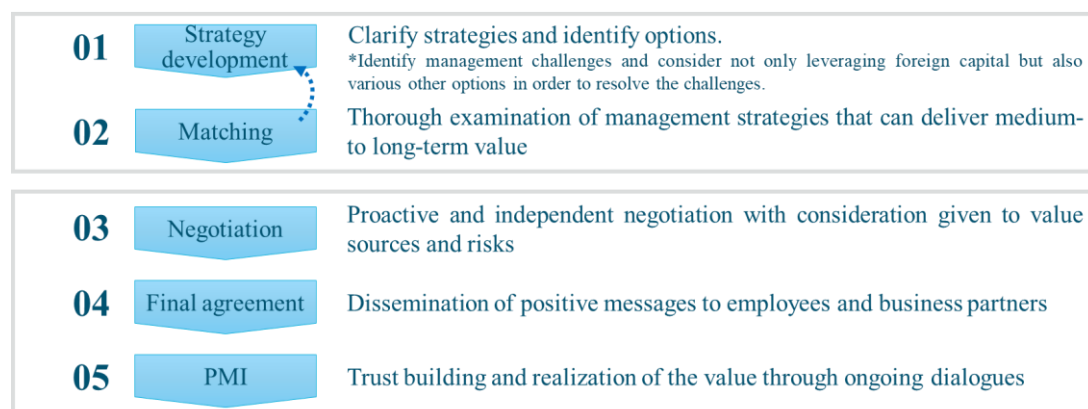 01
Strategy
development
Clarify strategies and identify options.
*Identify management challenges and consider not only leveraging foreign capital but also
various other options in order to resolve the challenges.
02
Matching
Thorough examination of management strategies that can deliver medium-
to long-term value
03
Negotiation
Proactive and independent negotiation with consideration given to value
sources and risks
04
Final agreement
Dissemination of positive messages to employees and business partners
05
PMI
Trust building and realization of the value through ongoing dialogues